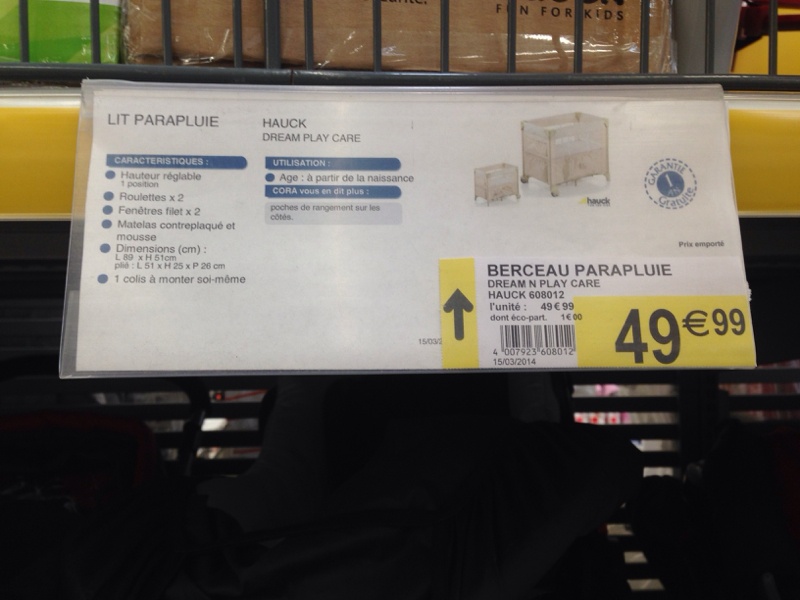 FUN FOR KIDS
LIT PARAPLUIE
HAUCK
DREAM PLAY CARE
CARACTERISTIQUES :
Hauteur réglable
1 position
Roulettes x 2
Fenêtres filet x 2
Matelas contreplaqué et
mousse
Dimensions (cm) :
L 89 x H 51cm
plié : L 51 x H 25 x P 26 cm
1 colis à monter soi-même
UTILISATION :
Age : à partir de la naissance
CORA vous en dit plus :
poches de rangement sur les
côtés.
hauck
GARANTIE
1
Gratuite
Prix emporté
15/03/2
BERCEAU PARAPLUIE
DREAM N PLAY CARE
HAUCK 608012
l'unité : 49€99
dont éco-part. 1€00
4 007923 608012
15/03/2014
49€99